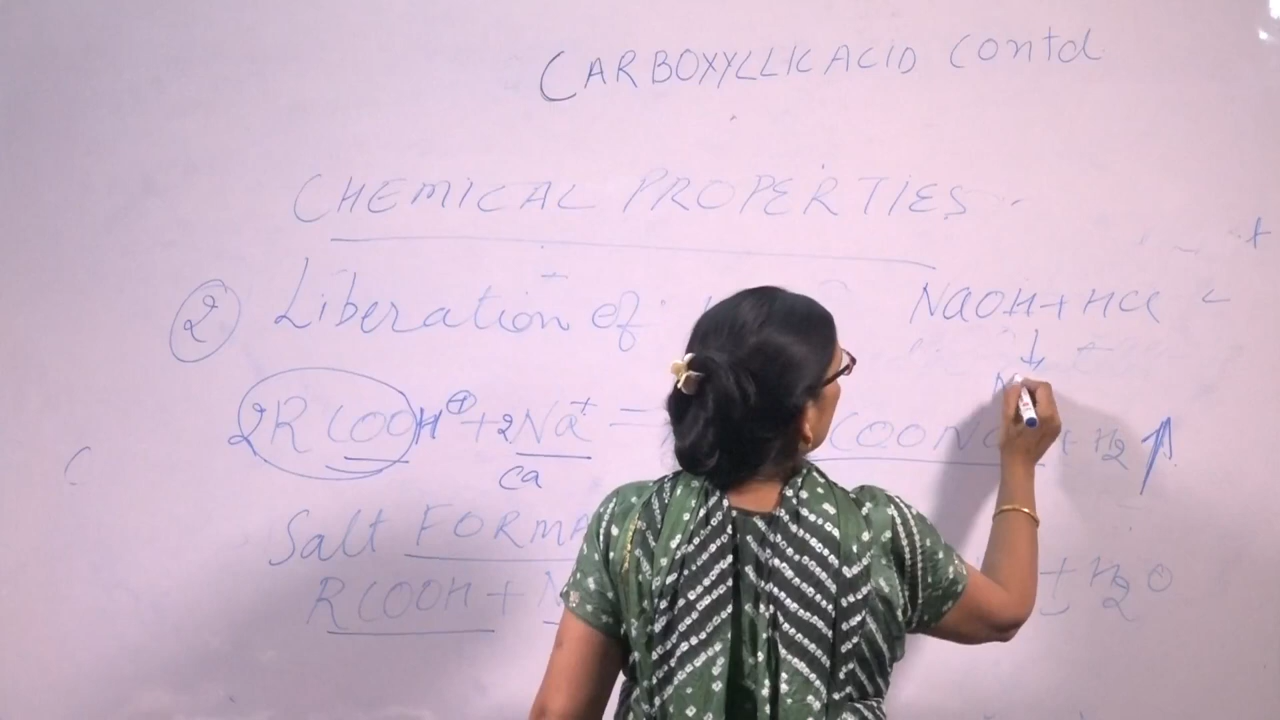 CARBOXYLLIC ACID Contd
CHEMICAL PROPERTIES
② Liberation of
NaOH + HCl
↓
N
2RCOOH⊕ + 2Na⁺ = COONa + H₂ ↑
Ca
Salt FORMA
RCOOH + N + H₂O